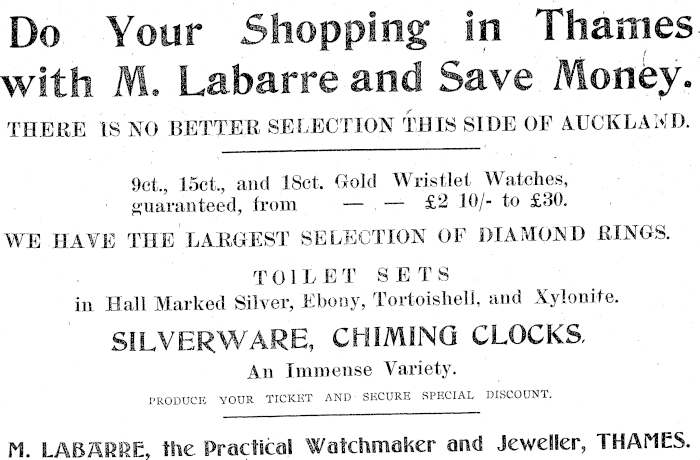 Do Your Shopping in Thames
with M. Labarre and Save Money.
THERE IS NO BETTER SELECTION THIS SIDE OF AUCKLAND.
9ct., 15ct., and 18ct. Gold Wristlet Watches,
guaranteed, from — — £2 10/- to £30.
WE HAVE THE LARGEST SELECTION OF DIAMOND RINGS.
TOILET SETS
in Hall Marked Silver, Ebony, Tortoishell, and Xylonite.
SILVERWARE, CHIMING CLOCKS.
An Immense Variety.
PRODUCE YOUR TICKET AND SECURE SPECIAL DISCOUNT.
M. LABARRE, the Practical Watchmaker and Jeweller, THAMES.